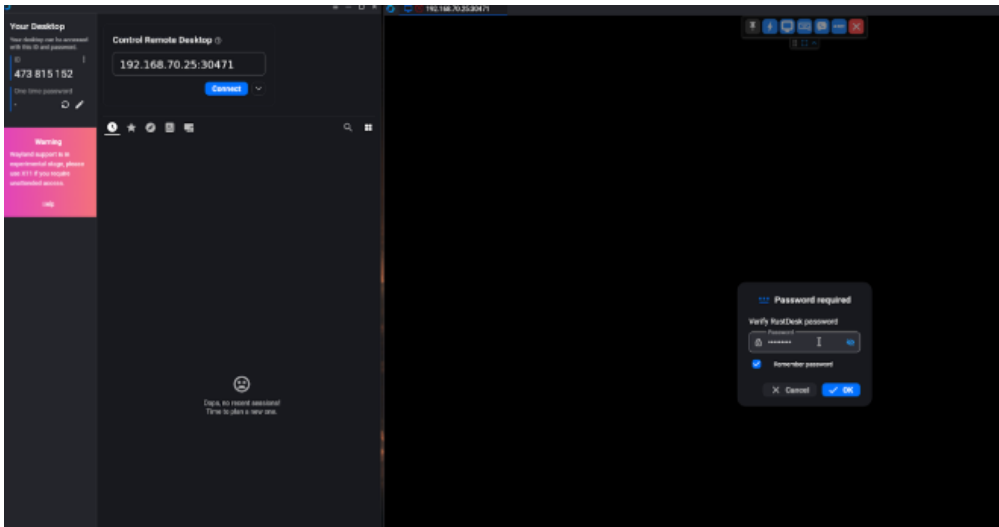 Your Desktop
Your desktop can be accessed
with this ID and password.
ID
473 815 152
One-time password
-
Warning
Wayland support is in
experimental stage, please
use X11 if you require
unattended access.
Help
Control Remote Desktop
192.168.70.25:30471
Connect
Oops, no recent sessions!
Time to plan a new one.
192.168.70.25:30471
Password required
Verify RustDesk password
Password
Remember password
Cancel
OK